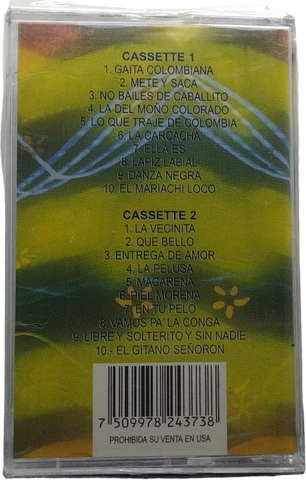 CASSETTE 1
1. GAITA COLOMBIANA
2. METE Y SACA
3. NO BAILES DE CABALLITO
4. LA DEL MOÑO COLORADO
5. LO QUE TRAJE DE COLOMBIA
6. LA CARCACHA
7. ELLA ES
8. LAPIZ LABIAL
9. DANZA NEGRA
10. EL MARIACHI LOCO
CASSETTE 2
1. LA VECINITA
2. QUE BELLO
3. ENTREGA DE AMOR
4. LA PELUSA
5. MACARENA
6. PIEL MORENA
7. EN TU PELO
8. VAMOS PA' LA CONGA
9. LIBRE Y SOLTERITO Y SIN NADIE
10.- EL GITANO SEÑORON
7 509978 243738
PROHIBIDA SU VENTA EN USA